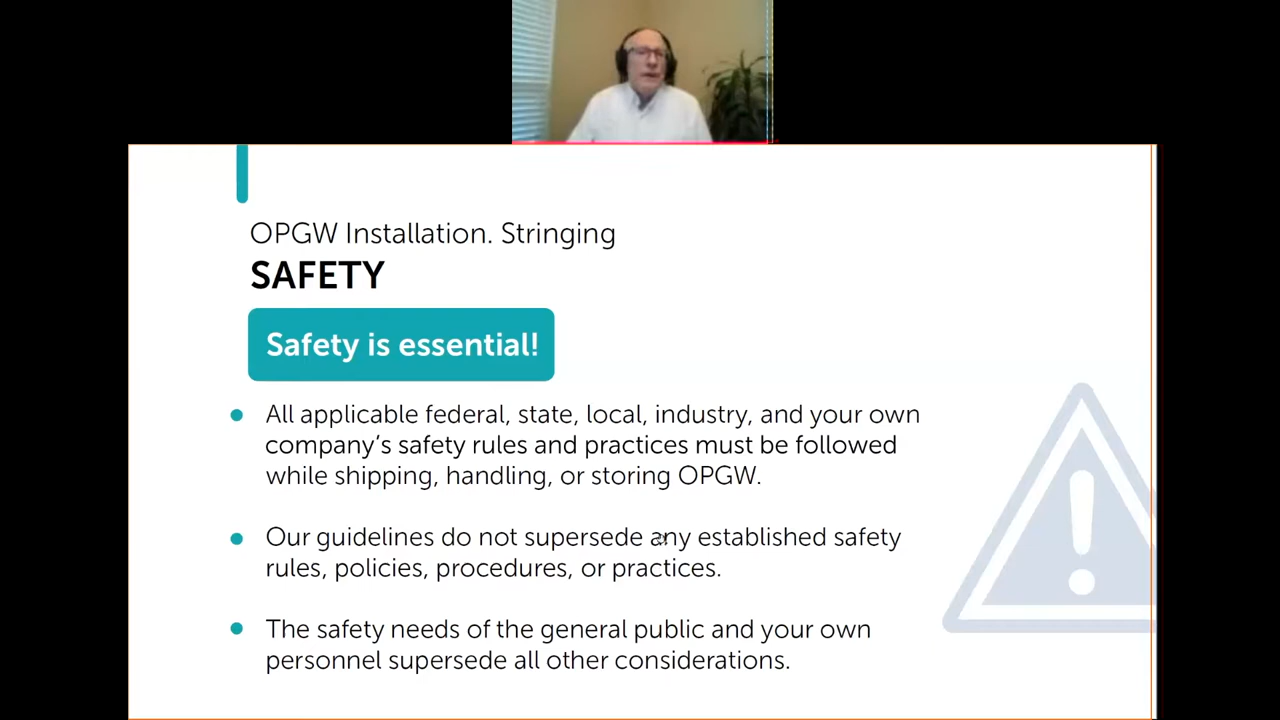 OPGW Installation. Stringing
SAFETY
Safety is essential!
All applicable federal, state, local, industry, and your own
company's safety rules and practices must be followed
while shipping, handling, or storing OPGW.
Our guidelines do not supersede any established safety
rules, policies, procedures, or practices.
The safety needs of the general public and your own
personnel supersede all other considerations.